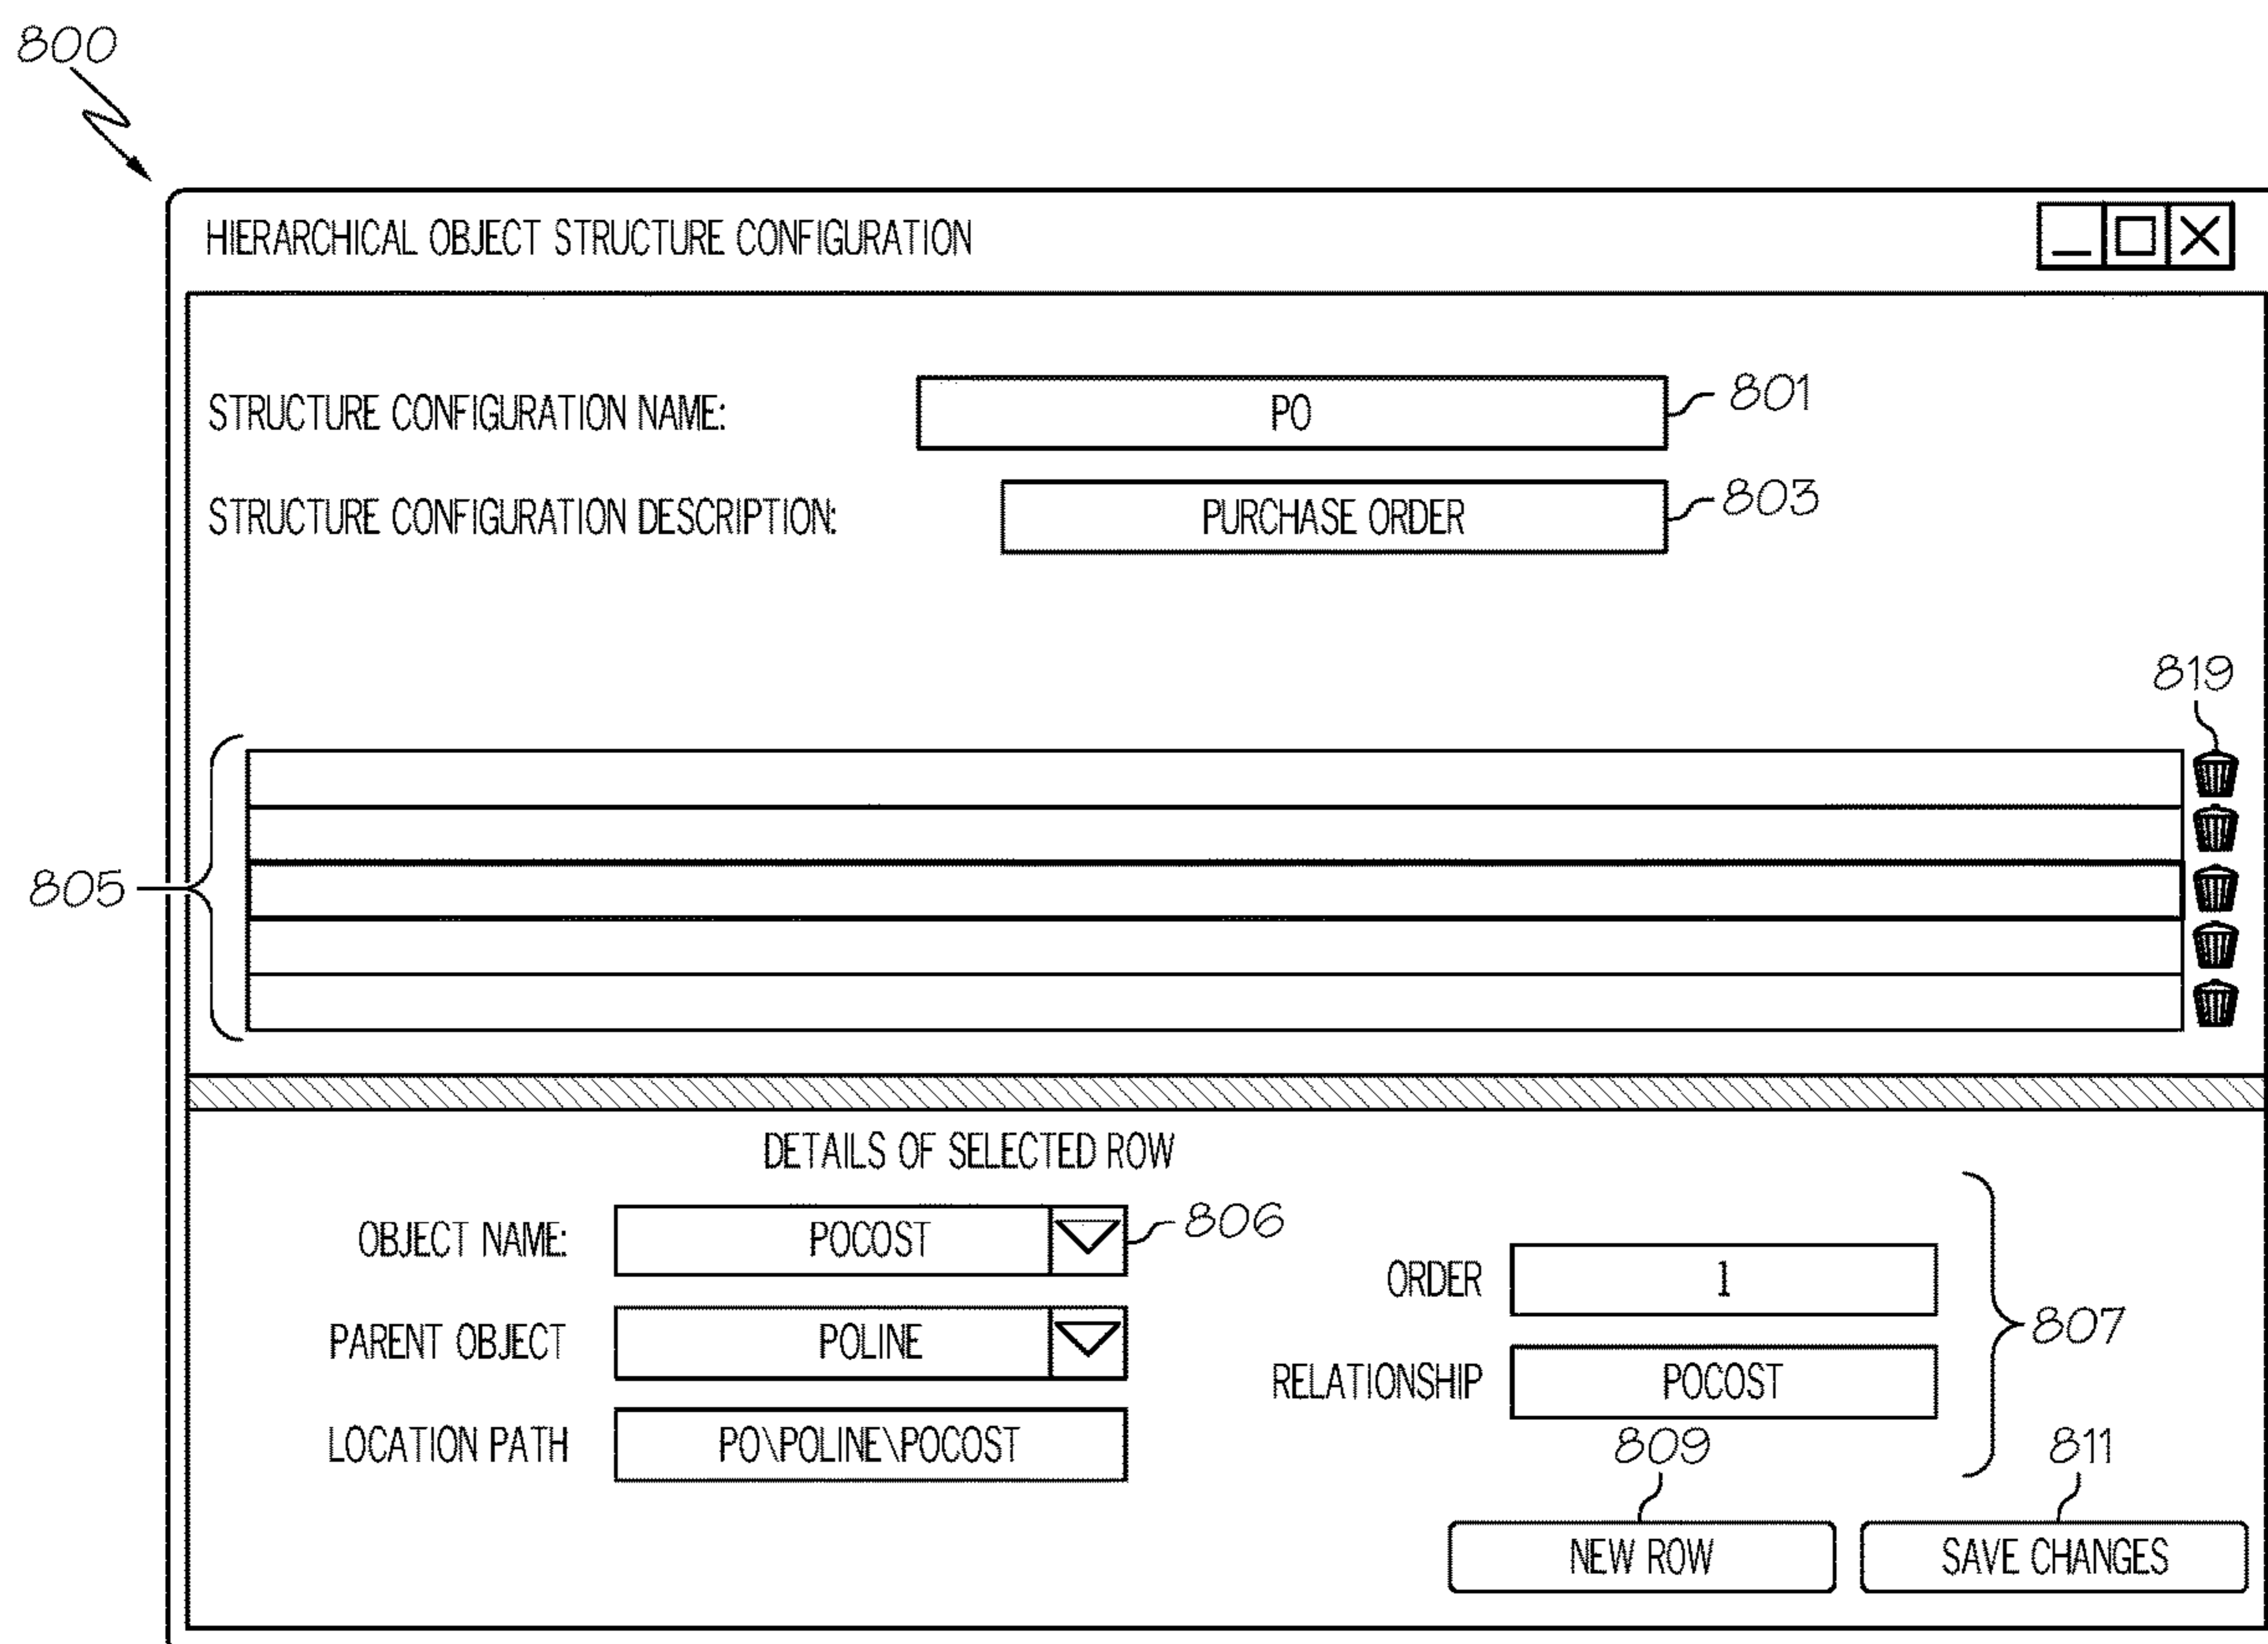 800
HIERARCHICAL OBJECT STRUCTURE CONFIGURATION
STRUCTURE CONFIGURATION NAME: PO 801
STRUCTURE CONFIGURATION DESCRIPTION: PURCHASE ORDER 803
819
805
DETAILS OF SELECTED ROW
OBJECT NAME: POCOST 806
ORDER 1
PARENT OBJECT POLINE
807
RELATIONSHIP POCOST
LOCATION PATH PO\POLINE\POCOST
809 811
NEW ROW SAVE CHANGES